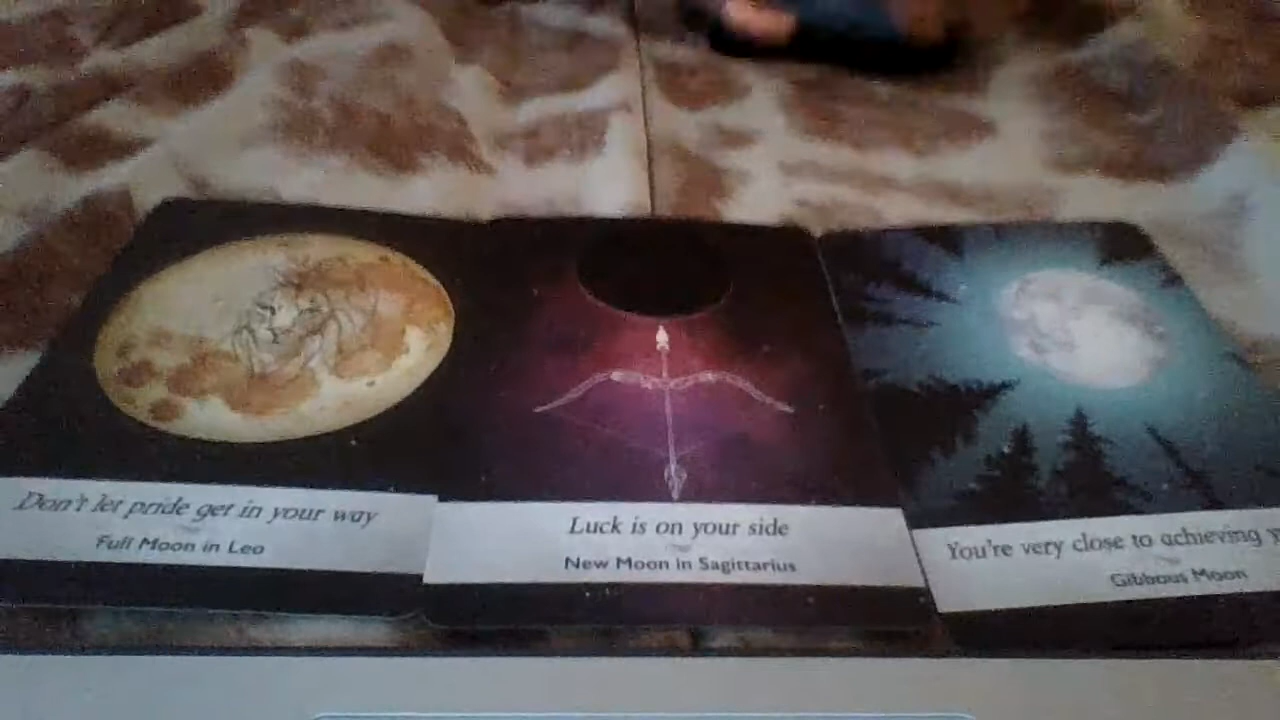 Don't let pride get in your way
Full Moon in Leo
Luck is on your side
New Moon in Sagittarius
You're very close to achieving
Gibbous Moon